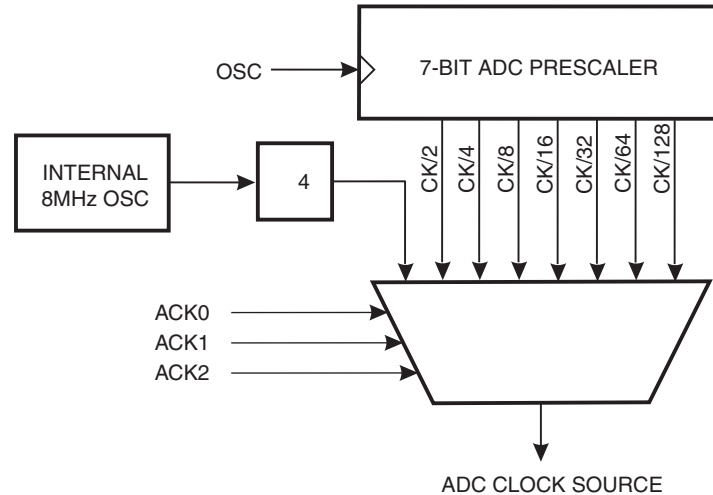 OSC
7-BIT ADC PRESCALER
CK/2
CK/4
CK/8
CK/16
CK/32
CK/64
CK/128
INTERNAL
8MHz OSC
4
ACK0
ACK1
ACK2
ADC CLOCK SOURCE